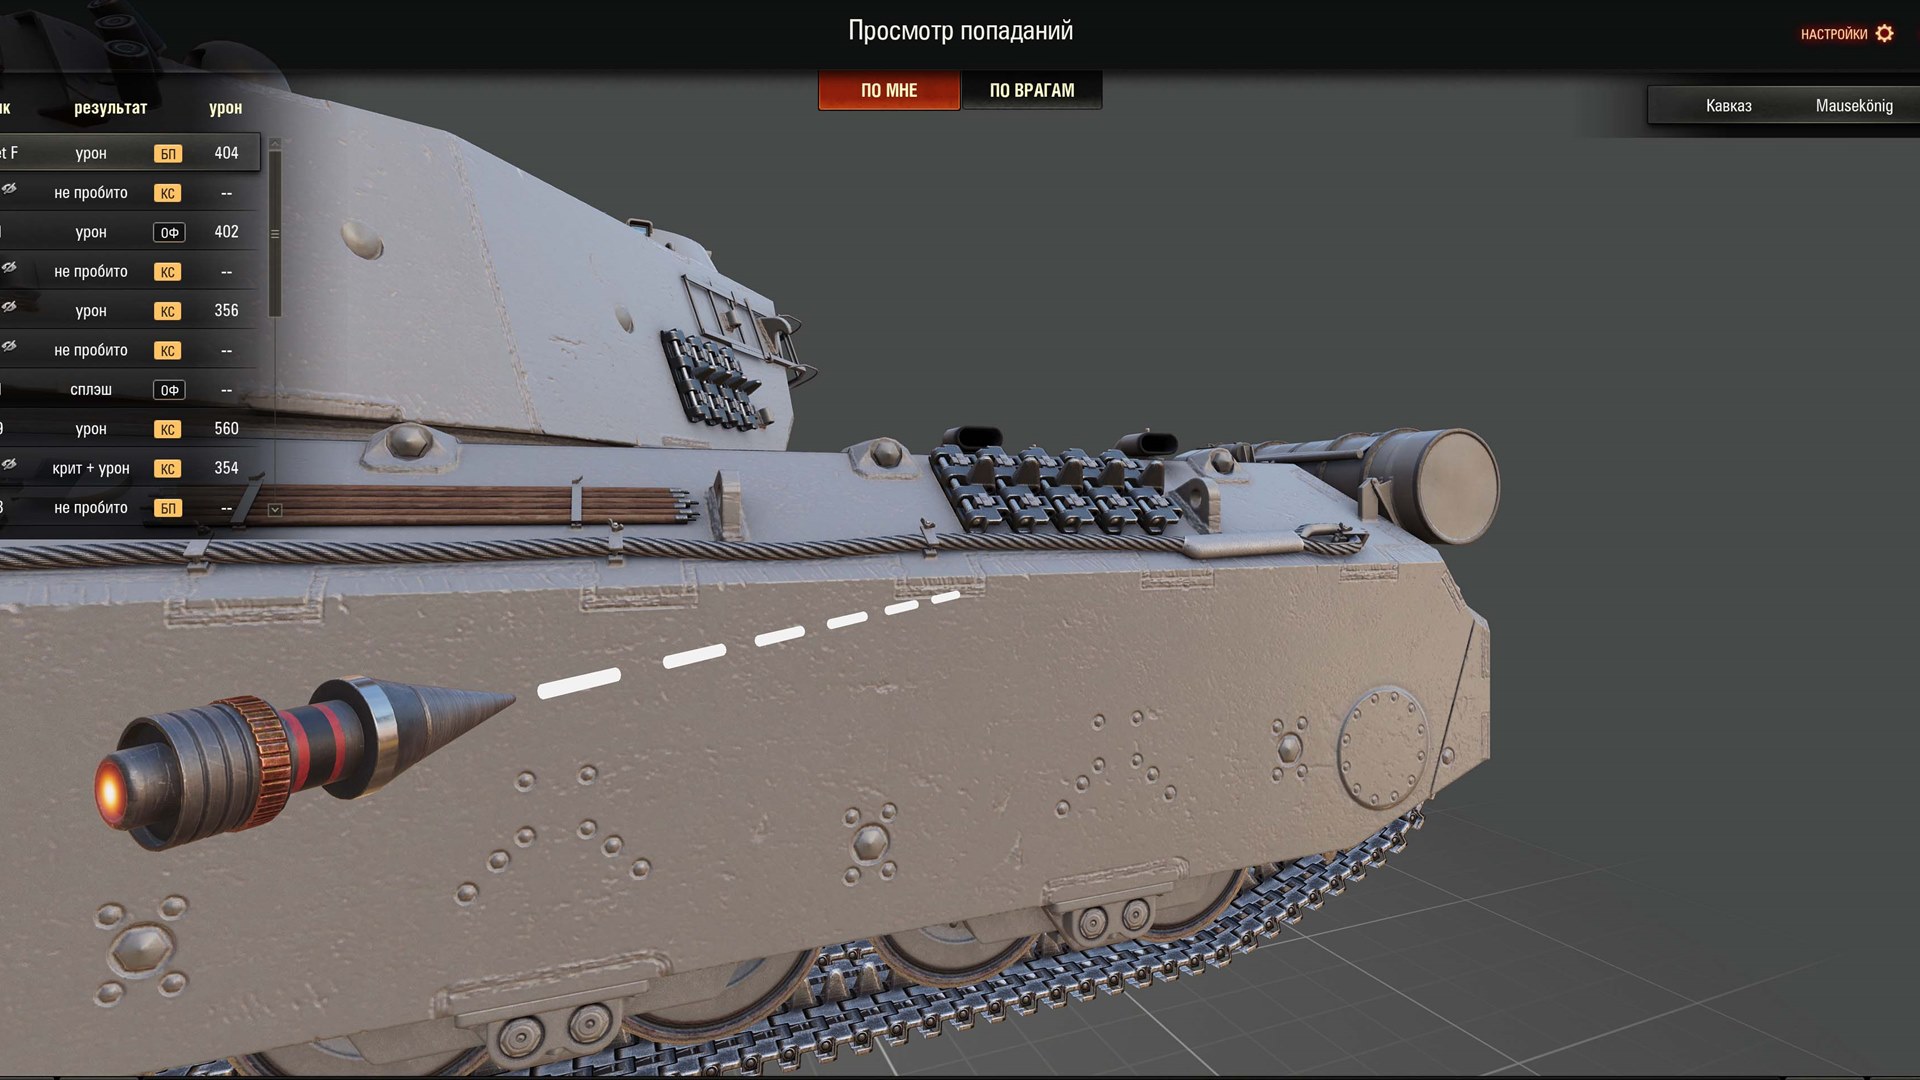 Просмотр попаданий
НАСТРОЙКИ
ПО МНЕ ПО ВРАГАМ
Кавказ Mausekönig
результат урон
F урон БП 404
не пробито КС --
урон ОФ 402
не пробито КС --
урон КС 356
не пробито КС --
сплэш ОФ --
урон КС 560
крит + урон КС 354
не пробито БП --